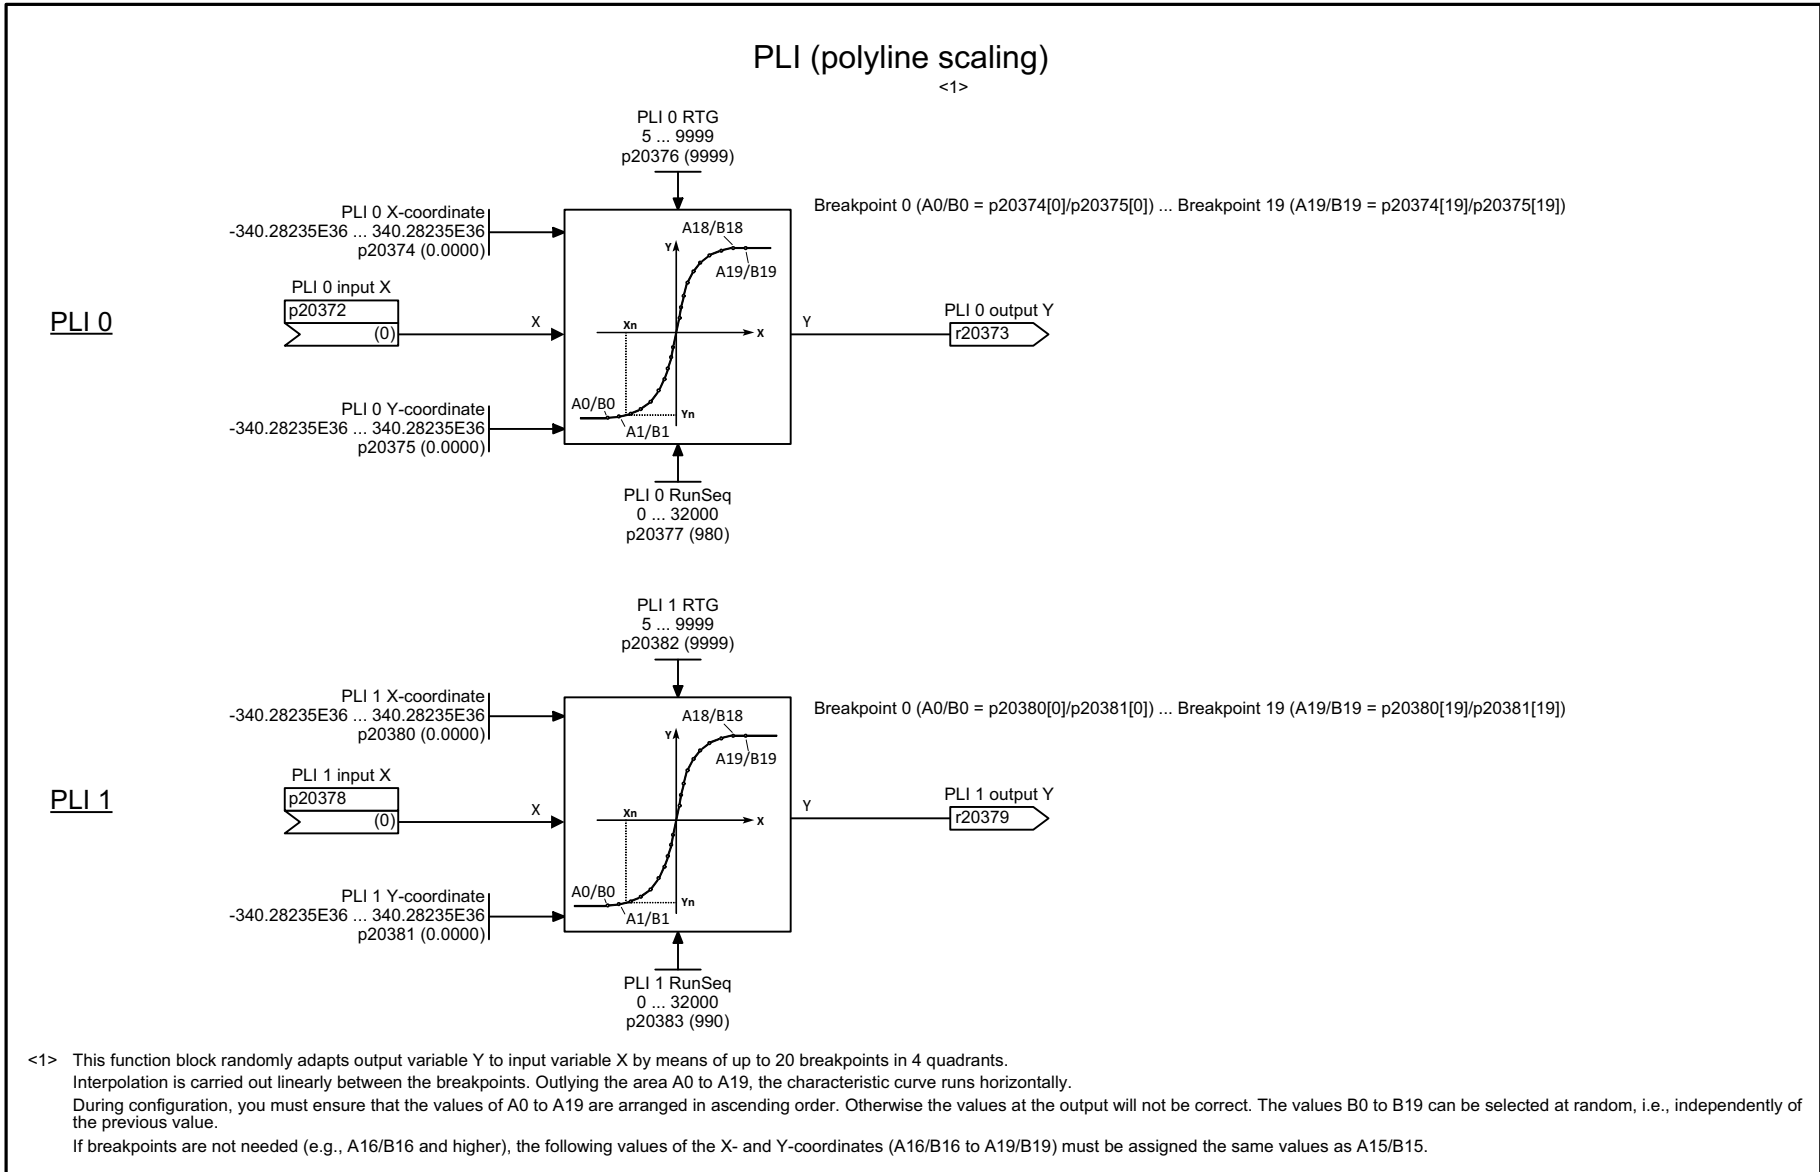 PLI (polyline scaling)
<1>
PLI 0 RTG
5 ... 9999
p20376 (9999)
Breakpoint 0 (A0/B0 = p20374[0]/p20375[0]) ... Breakpoint 19 (A19/B19 = p20374[19]/p20375[19])
PLI 0 X-coordinate
-340.28235E36 ... 340.28235E36
p20374 (0.0000)
A18/B18
Y
A19/B19
PLI 0
PLI 0 input X
p20372
(0)
X
Xn
X
Y
PLI 0 output Y
r20373
PLI 0 Y-coordinate
-340.28235E36 ... 340.28235E36
p20375 (0.0000)
A0/B0
Yn
A1/B1
PLI 0 RunSeq
0 ... 32000
p20377 (980)
PLI 1 RTG
5 ... 9999
p20382 (9999)
Breakpoint 0 (A0/B0 = p20380[0]/p20381[0]) ... Breakpoint 19 (A19/B19 = p20380[19]/p20381[19])
PLI 1 X-coordinate
-340.28235E36 ... 340.28235E36
p20380 (0.0000)
A18/B18
Y
A19/B19
PLI 1
PLI 1 input X
p20378
(0)
X
Xn
X
Y
PLI 1 output Y
r20379
PLI 1 Y-coordinate
-340.28235E36 ... 340.28235E36
p20381 (0.0000)
A0/B0
Yn
A1/B1
PLI 1 RunSeq
0 ... 32000
p20383 (990)
<1> This function block randomly adapts output variable Y to input variable X by means of up to 20 breakpoints in 4 quadrants.
Interpolation is carried out linearly between the breakpoints. Outlying the area A0 to A19, the characteristic curve runs horizontally.
During configuration, you must ensure that the values of A0 to A19 are arranged in ascending order. Otherwise the values at the output will not be correct. The values B0 to B19 can be selected at random, i.e., independently of
the previous value.
If breakpoints are not needed (e.g., A16/B16 and higher), the following values of the X- and Y-coordinates (A16/B16 to A19/B19) must be assigned the same values as A15/B15.